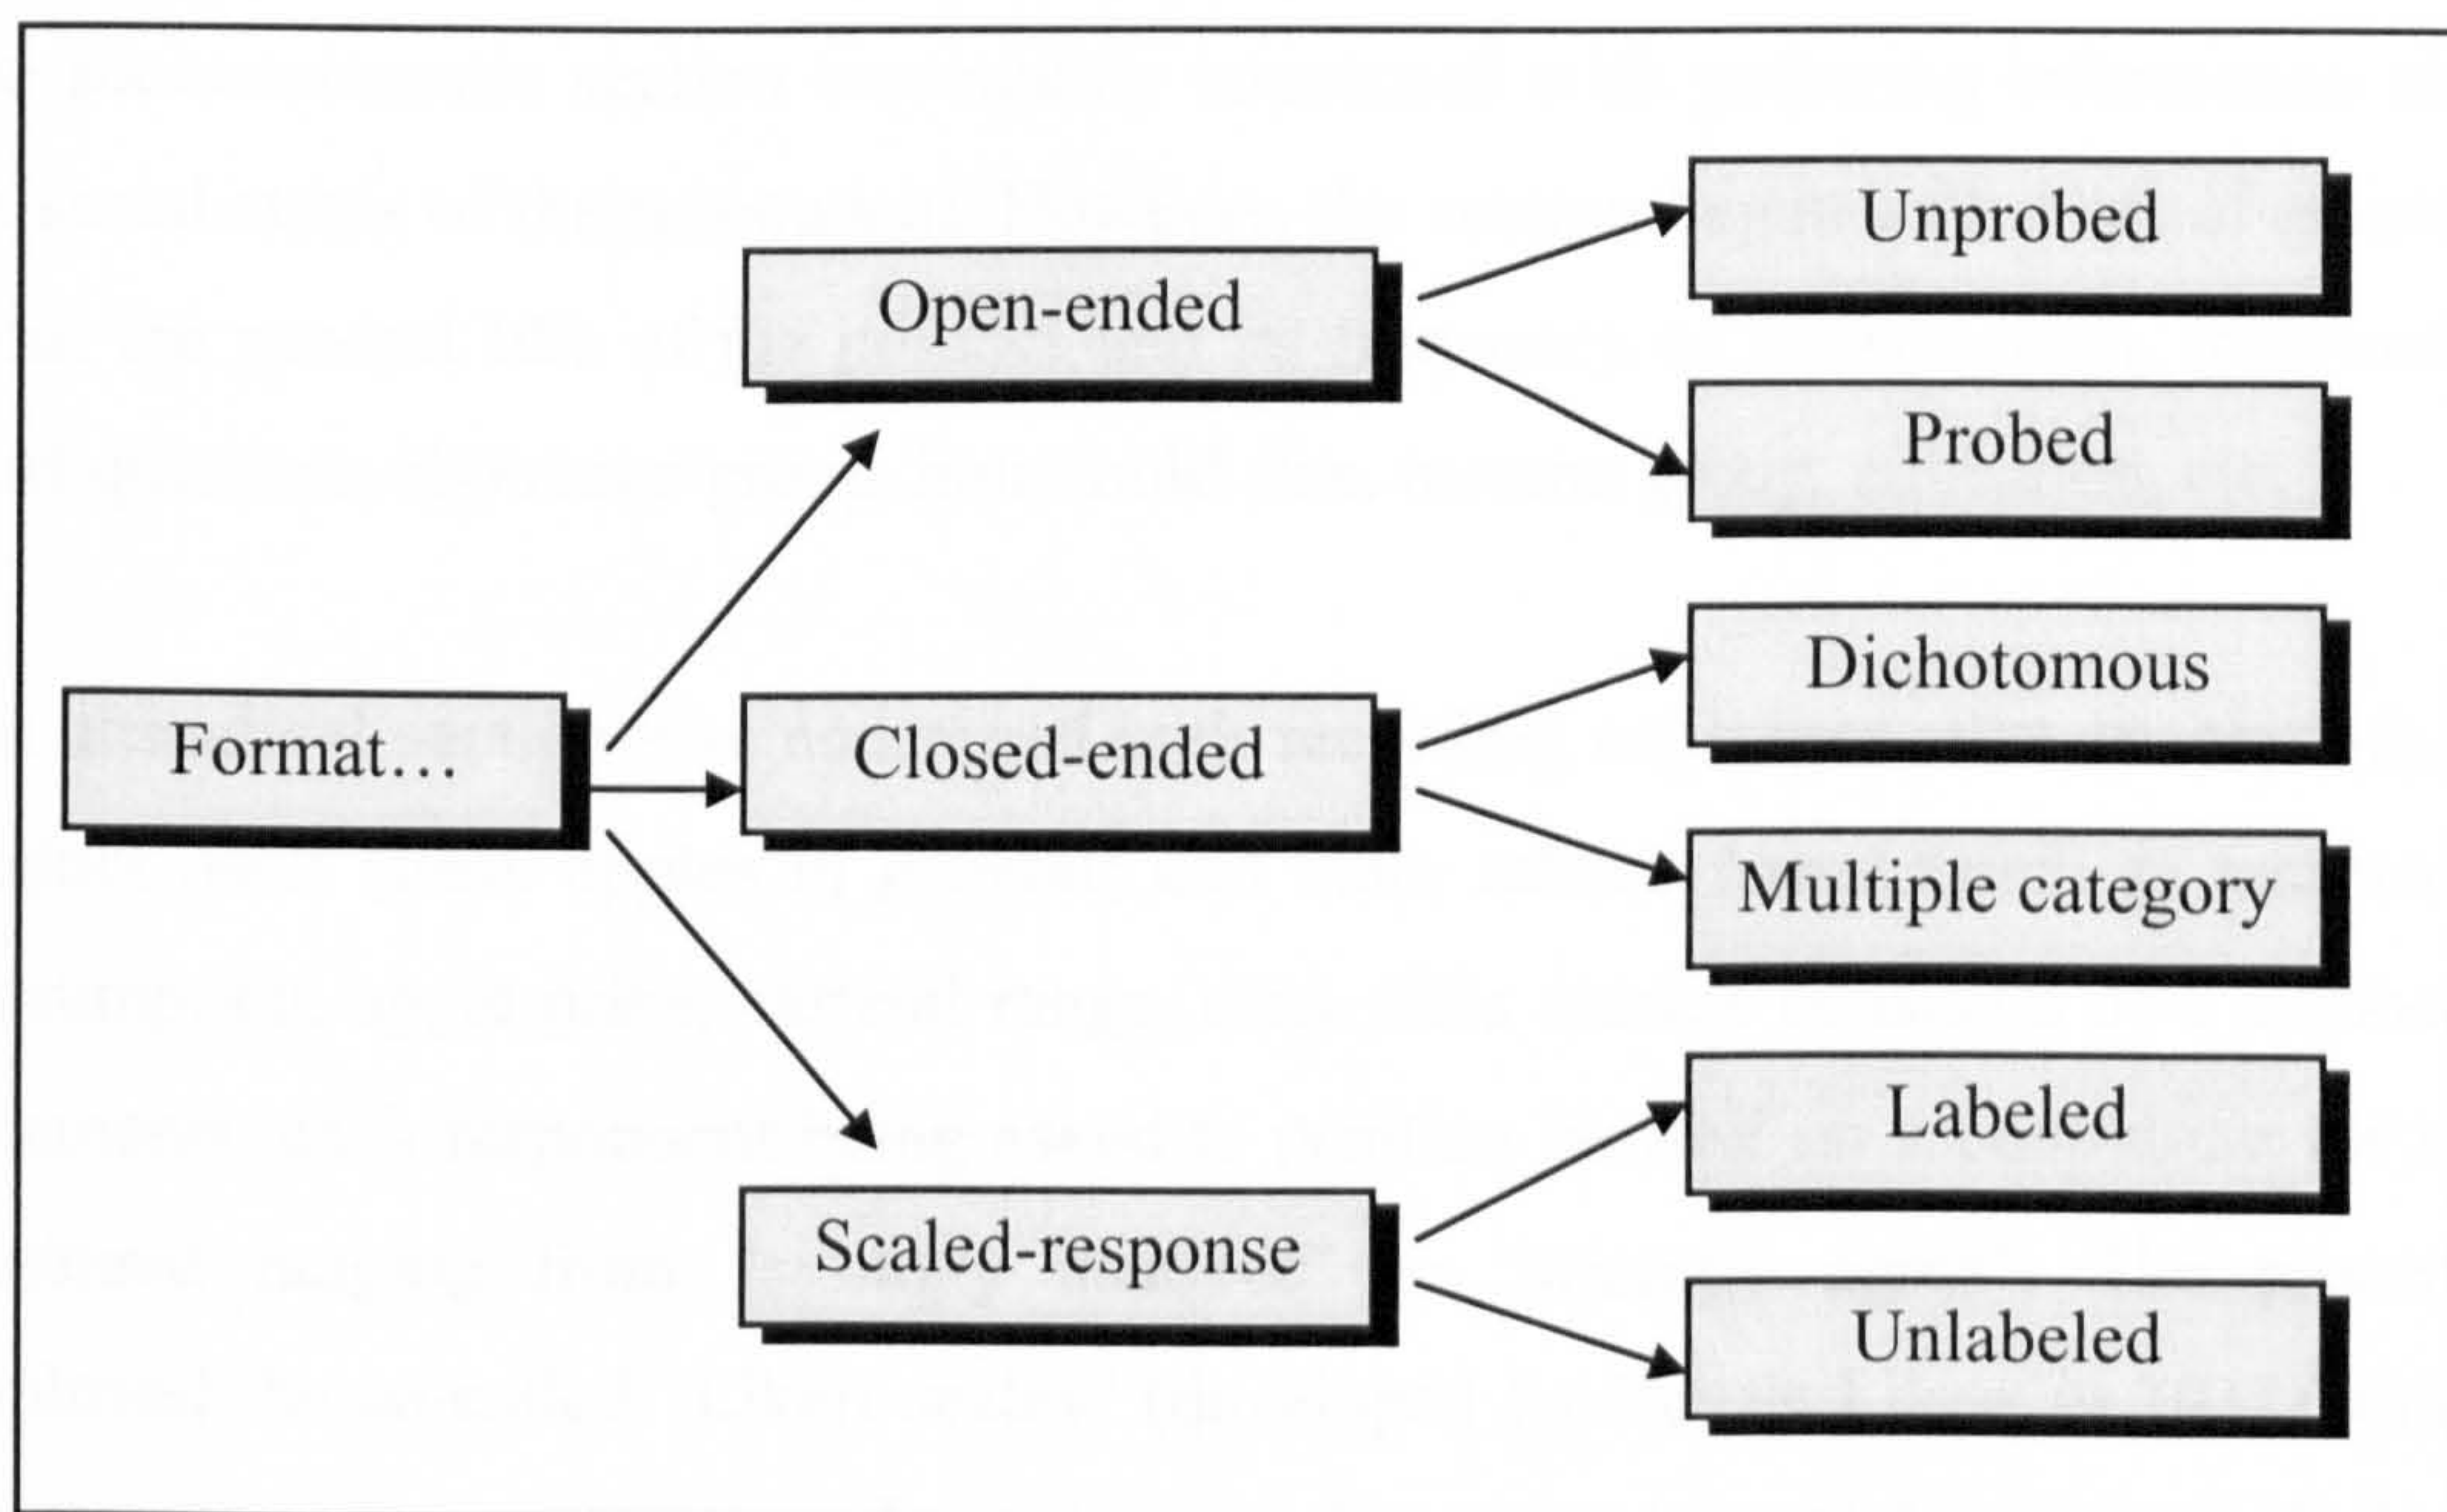 Unprobed
Open-ended
Probed
Dichotomous
Format…
Closed-ended
Multiple category
Labeled
Scaled-response
Unlabeled